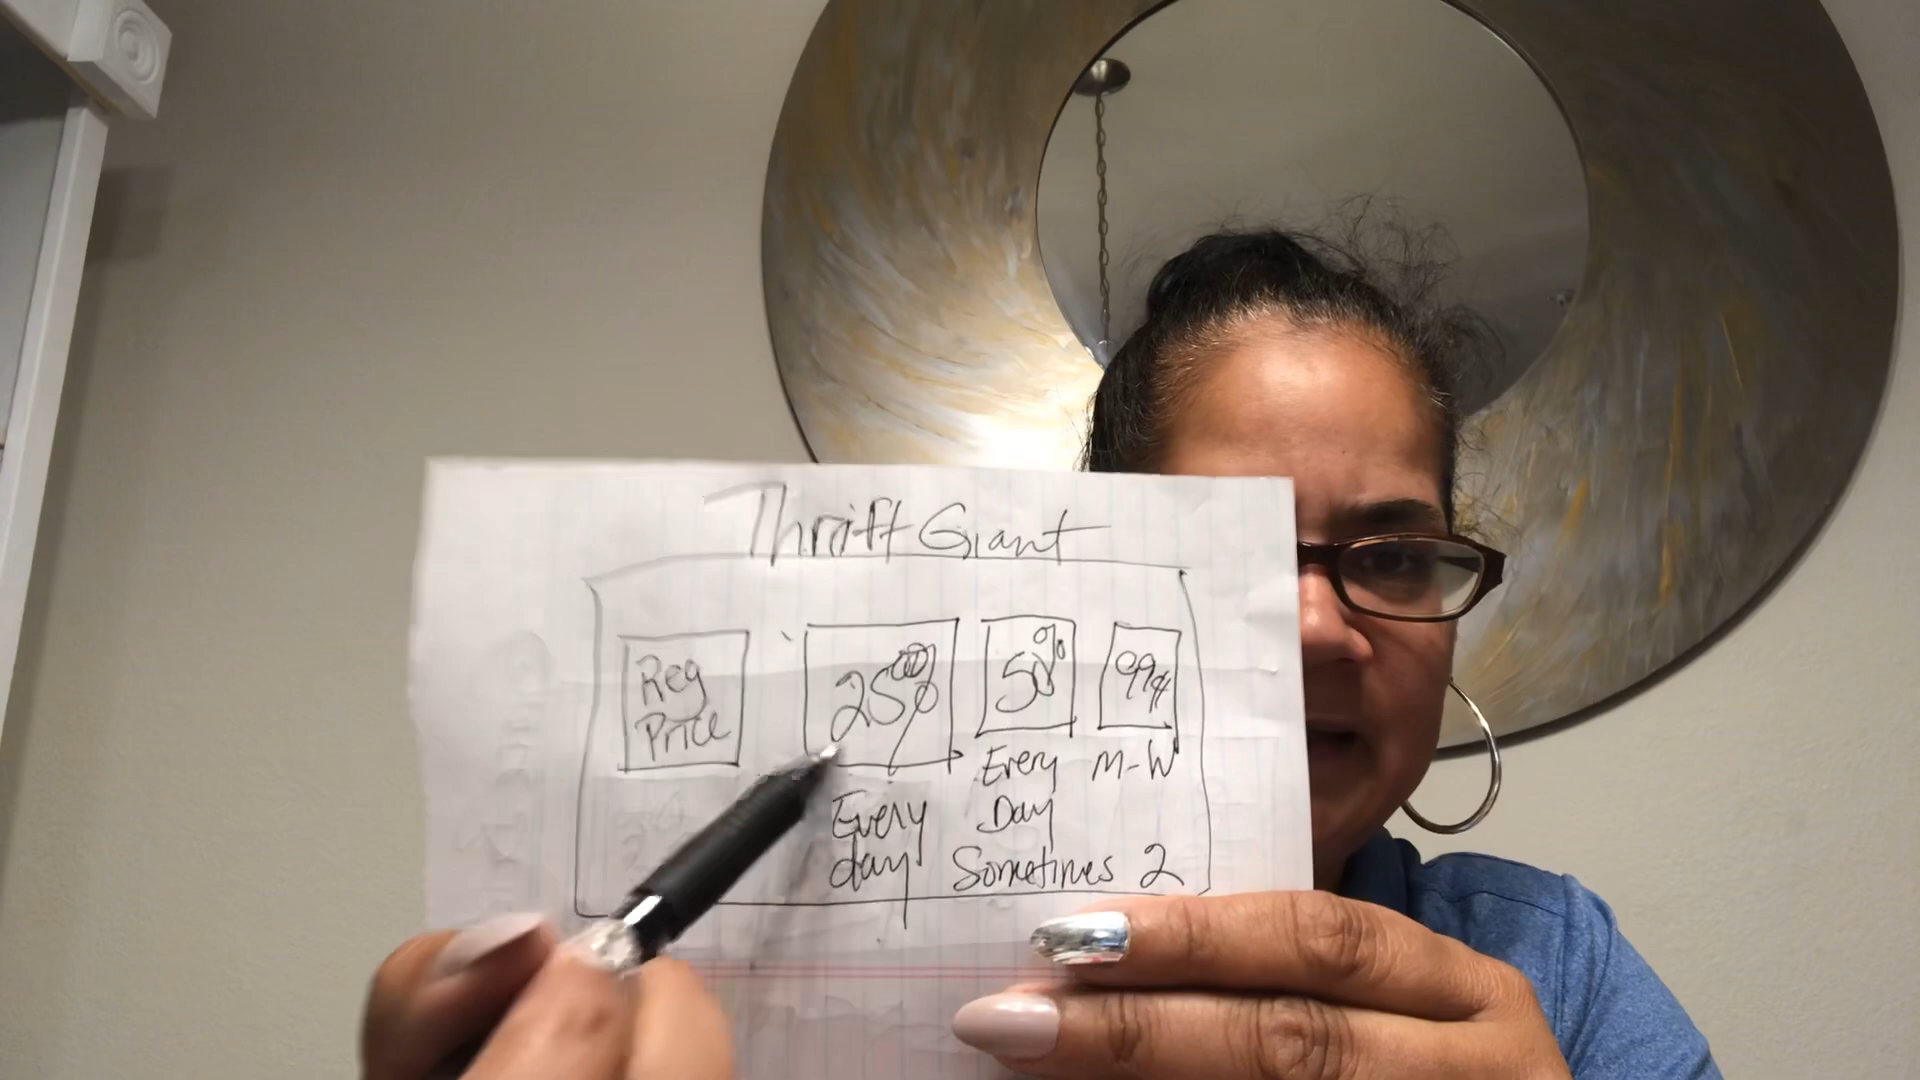 Thrift Giant
Reg
Price
25%
50%
99¢
Every
day
Every
Day
Sometimes 2
M-W